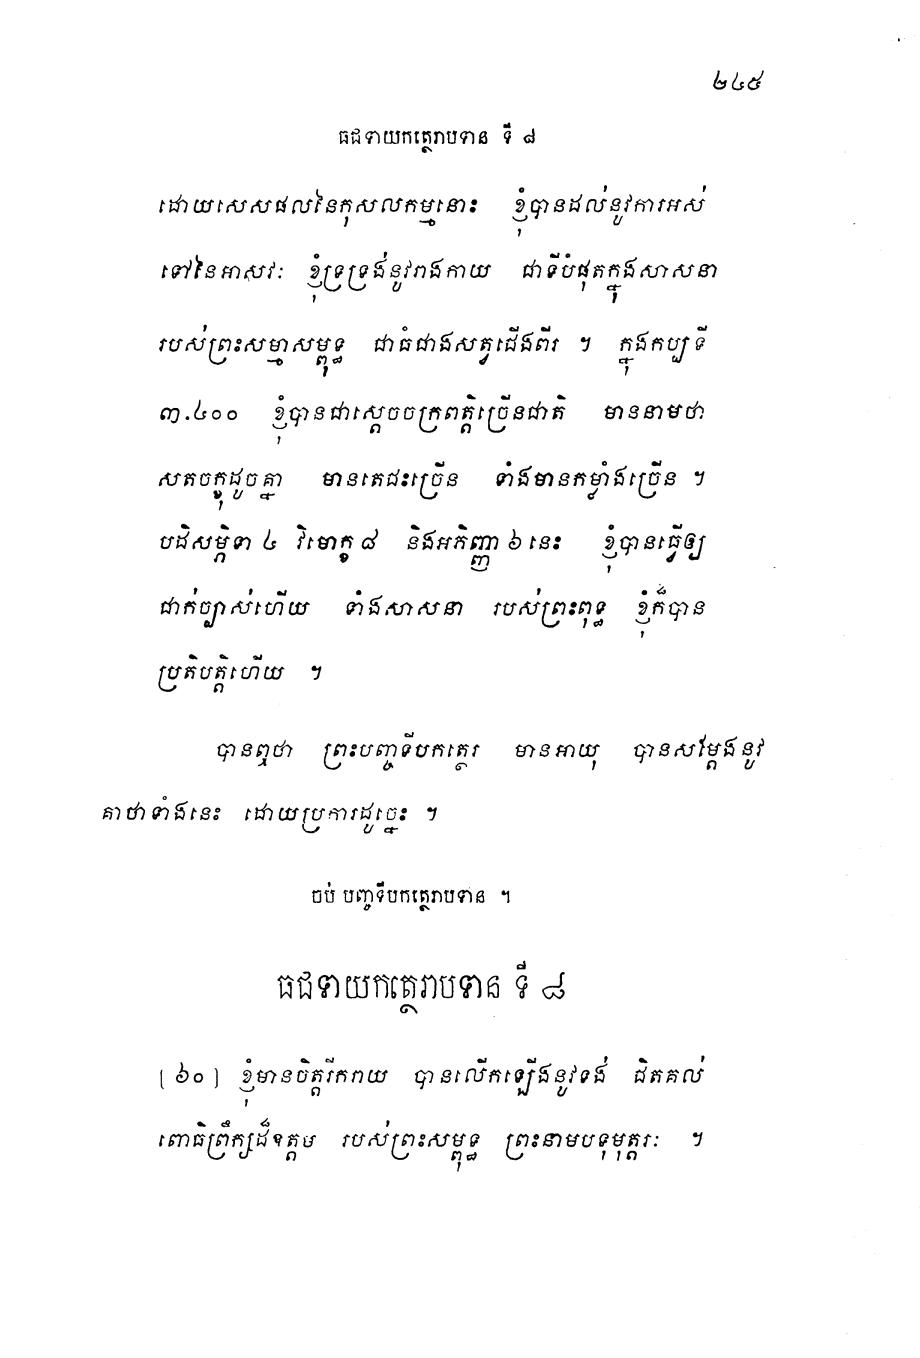 ២៤៥
ធជទាយកត្ថេរាបទាន ទី ៨
ដោយសេសផលនៃកុសលកម្មនោះ ខ្ញុំបានដល់នូវការអស់
ទៅនៃអាសវៈ ខ្ញុំទ្រទ្រង់នូវរាងកាយ ជាទីបំផុតក្នុងសាសនា
របស់ព្រះសម្មាសម្ពុទ្ធ ជាធំជាងសត្វជើងពីរ ។ ក្នុងកប្បទី
៣.៤០០ ខ្ញុំបានជាស្តេចចក្រពត្តិច្រើនជាតិ មាននាមថា
សតចក្ខុដូចគ្នា មានតេជះច្រើន ទាំងមានកម្លាំងច្រើន ។
បដិសម្ភិទា ៤ វិមោក្ខ ៨ និងអភិញ្ញា ៦ នេះ ខ្ញុំបានធ្វើឲ្យ
ជាក់ច្បាស់ហើយ ទាំងសាសនា របស់ព្រះពុទ្ធ ខ្ញុំក៏បាន
ប្រតិបត្តិហើយ ។
បានឮថា ព្រះបញ្ចទីបកត្ថេរ មានអាយុ បានសម្តែងនូវ
គាថាទាំងនេះ ដោយប្រការដូច្នេះ ។
ចប់ បញ្ចទីបកត្ថេរាបទាន ។
ធជទាយកត្ថេរាបទាន ទី ៨
[ ៦០ ] ខ្ញុំមានចិត្តរីករាយ បានលើកឡើងនូវទង់ ជិតគល់
ពោធិព្រឹក្សដ៏ឧត្តម របស់ព្រះសម្ពុទ្ធ ព្រះនាមបទុមុត្តរៈ ។